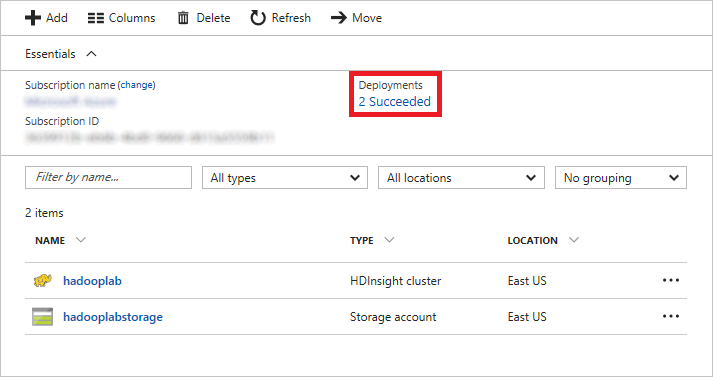 Add Columns Delete Refresh Move
Essentials
Subscription name (change)
Deployments
2 Succeeded
Subscription ID
Filter by name...
All types
All locations
No grouping
2 items
NAME TYPE LOCATION
hadooplab HDInsight cluster East US ...
hadooplabstorage Storage account East US ...